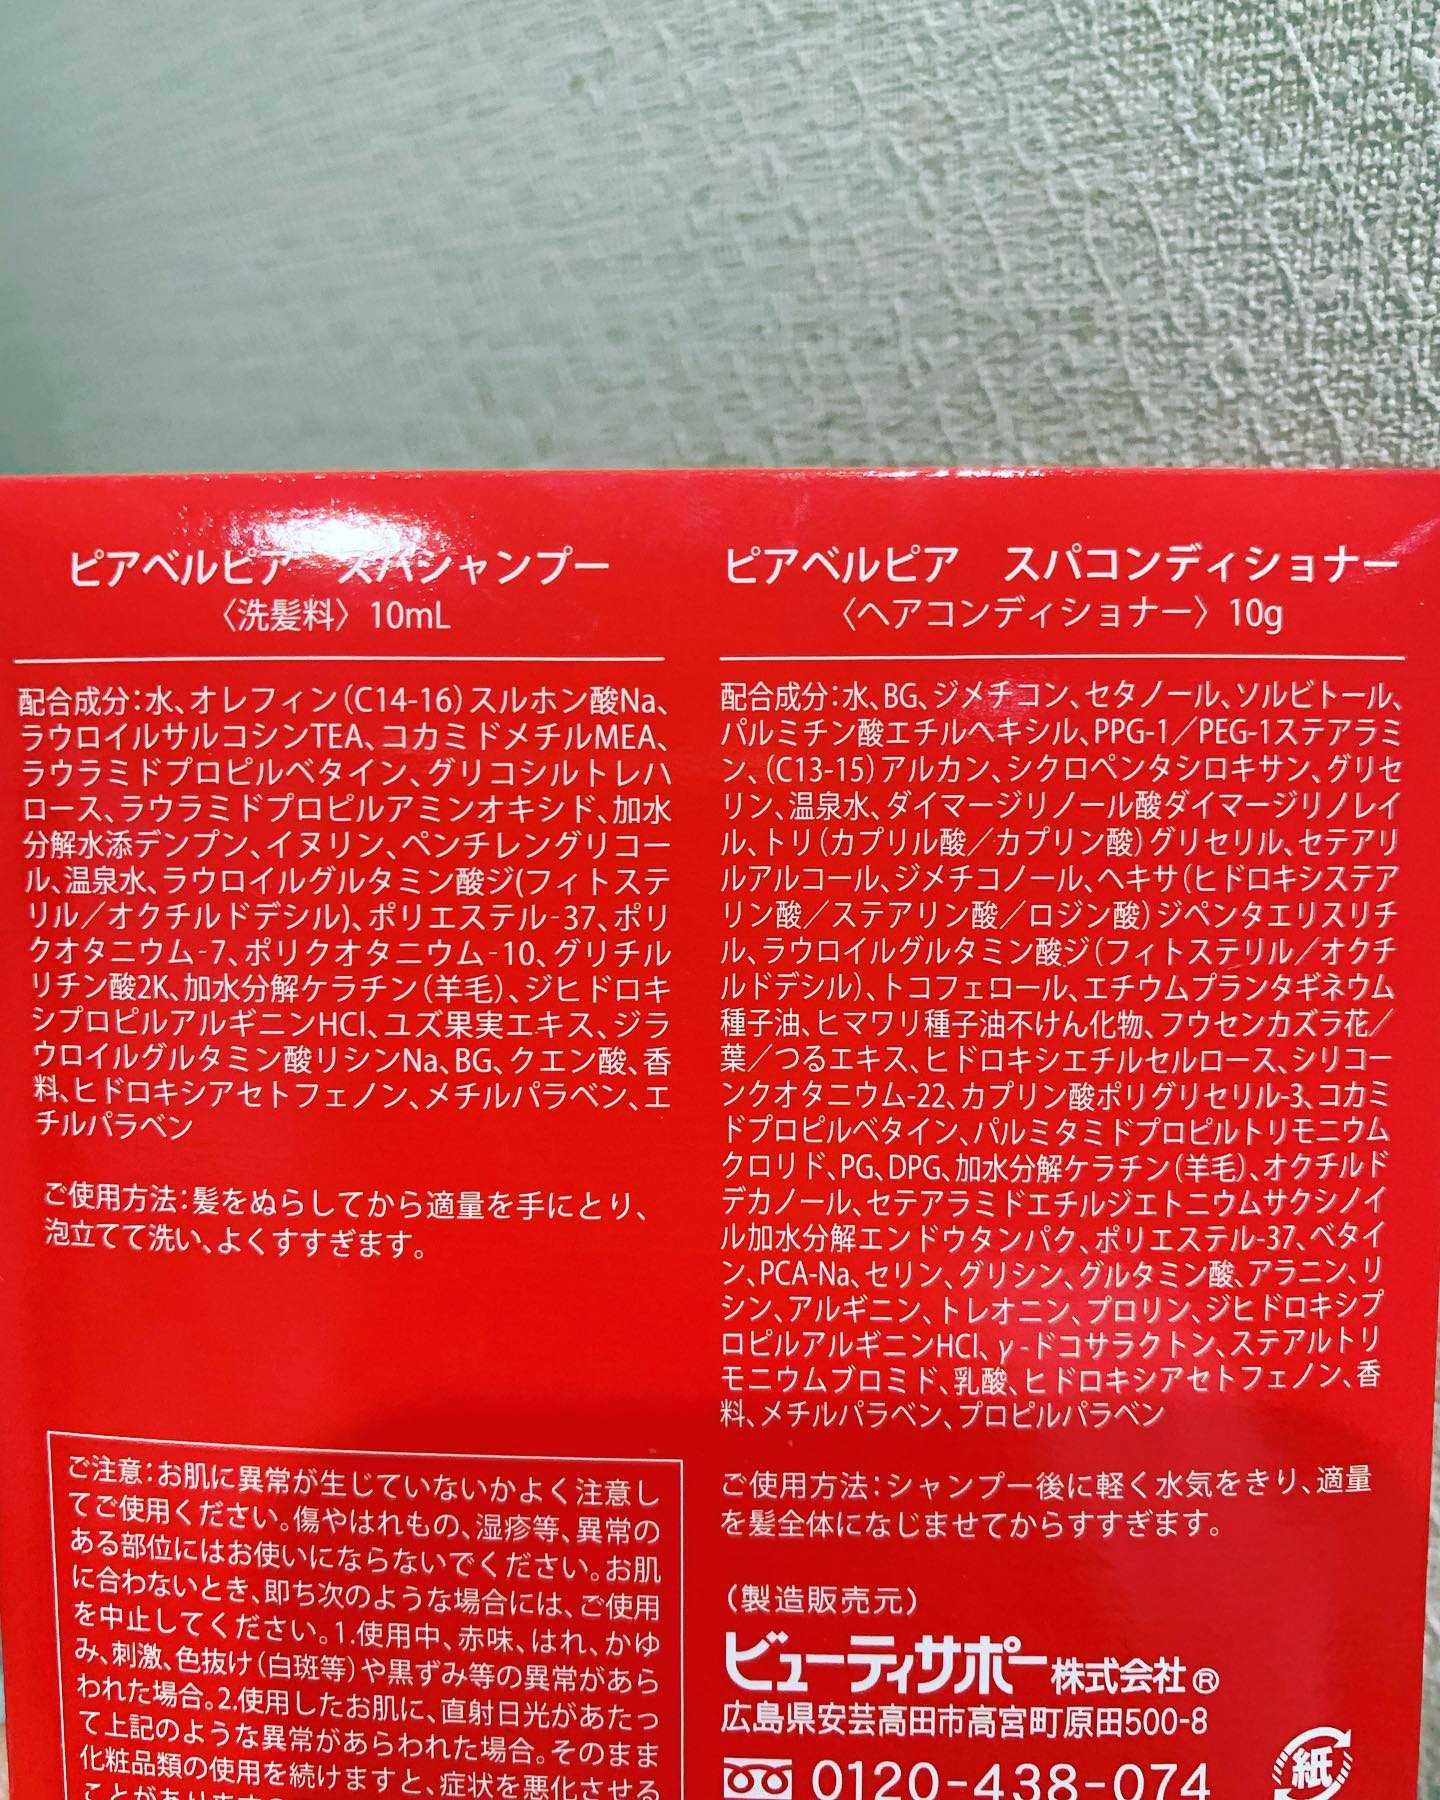 ピアベルピア スパシャンプー
〈洗髪料〉10mL
配合成分:水、オレフィン(C14-16)スルホン酸Na、
ラウロイルサルコシンTEA、コカミドメチルMEA、
ラウラミドプロピルベタイン、グリコシルトレハ
ロース、ラウラミドプロピルアミンオキシド、加水
分解水添デンプン、イヌリン、ペンチレングリコー
ル、温泉水、ラウロイルグルタミン酸ジ(フィトステ
リル/オクチルドデシル)、ポリエステル-37、ポリ
クオタニウム-7、ポリクオタニウム-10、グリチル
リチン酸2K、加水分解ケラチン(羊毛)、ジヒドロキ
シプロピルアルギニンHCl、ユズ果実エキス、ジラ
ウロイルグルタミン酸リシンNa、BG、クエン酸、香
料、ヒドロキシアセトフェノン、メチルパラベン、エ
チルパラベン
ご使用方法:髪をぬらしてから適量を手にとり、
泡立てて洗い、よくすすぎます。
ご注意:お肌に異常が生じていないかよく注意し
てご使用ください。傷やはれもの、湿疹等、異常の
ある部位にはお使いにならないでください。お肌
に合わないとき、即ち次のような場合には、ご使用
を中止してください。1.使用中、赤味、はれ、かゆ
み、刺激、色抜け(白斑等)や黒ずみ等の異常があら
われた場合。2.使用したお肌に、直射日光があたっ
て上記のような異常があらわれた場合。そのまま
化粧品類の使用を続けますと、症状を悪化させる
ピアベルピア スパコンディショナー
〈ヘアコンディショナー〉10g
配合成分:水、BG、ジメチコン、セタノール、ソルビトール、
パルミチン酸エチルヘキシル、PPG-1/PEG-1ステアラミ
ン、(C13-15)アルカン、シクロペンタシロキサン、グリセ
リン、温泉水、ダイマージリノール酸ダイマージリノレイ
ル、トリ(カプリル酸/カプリン酸)グリセリル、セテアリ
ルアルコール、ジメチコノール、ヘキサ(ヒドロキシステア
リン酸/ステアリン酸/ロジン酸)ジペンタエリスリチ
ル、ラウロイルグルタミン酸ジ(フィトステリル/オクチ
ルドデシル)、トコフェロール、エチウムプランタギネウム
種子油、ヒマワリ種子油不けん化物、フウセンカズラ花/
葉/つるエキス、ヒドロキシエチルセルロース、シリコー
ンクオタニウム-22、カプリン酸ポリグリセリル-3、コカミ
ドプロピルベタイン、パルミタミドプロピルトリモニウム
クロリド、PG、DPG、加水分解ケラチン(羊毛)、オクチルド
デカノール、セテアラミドエチルジエトニウムサクシノイ
ル加水分解エンドウタンパク、ポリエステル-37、ベタイ
ン、PCA-Na、セリン、グリシン、グルタミン酸、アラニン、リ
シン、アルギニン、トレオニン、プロリン、ジヒドロキシプ
ロピルアルギニンHCl、γ-ドコサラクトン、ステアルトリ
モニウムブロミド、乳酸、ヒドロキシアセトフェノン、香
料、メチルパラベン、プロピルパラベン
ご使用方法:シャンプー後に軽く水気をきり、適量
を髪全体になじませてからすすぎます。
(製造販売元)
ビューティサポー株式会社®
広島県安芸高田市高宮町原田500-8
0120-438-074
紙